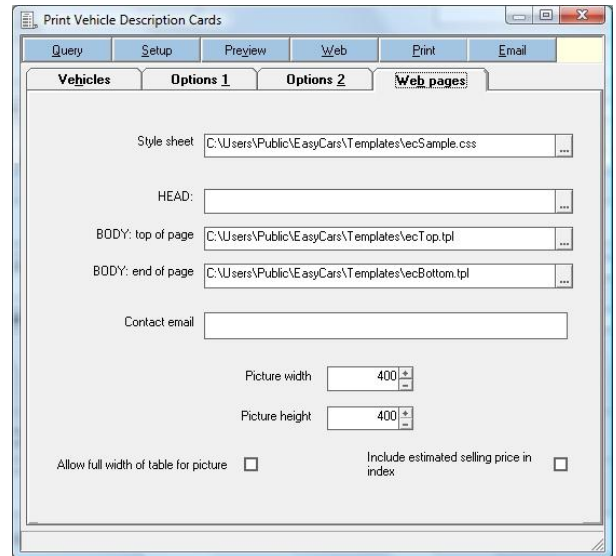 Print Vehicle Description Cards
Query Setup Preview Web Print Email
Vehicles Options 1 Options 2 Web pages
Style sheet C:\Users\Public\EasyCars\Templates\ecSample.css ...
HEAD: ...
BODY: top of page C:\Users\Public\EasyCars\Templates\ecTop.tpl ...
BODY: end of page C:\Users\Public\EasyCars\Templates\ecBottom.tpl ...
Contact email
Picture width 400
Picture height 400
Allow full width of table for picture
Include estimated selling price in
index